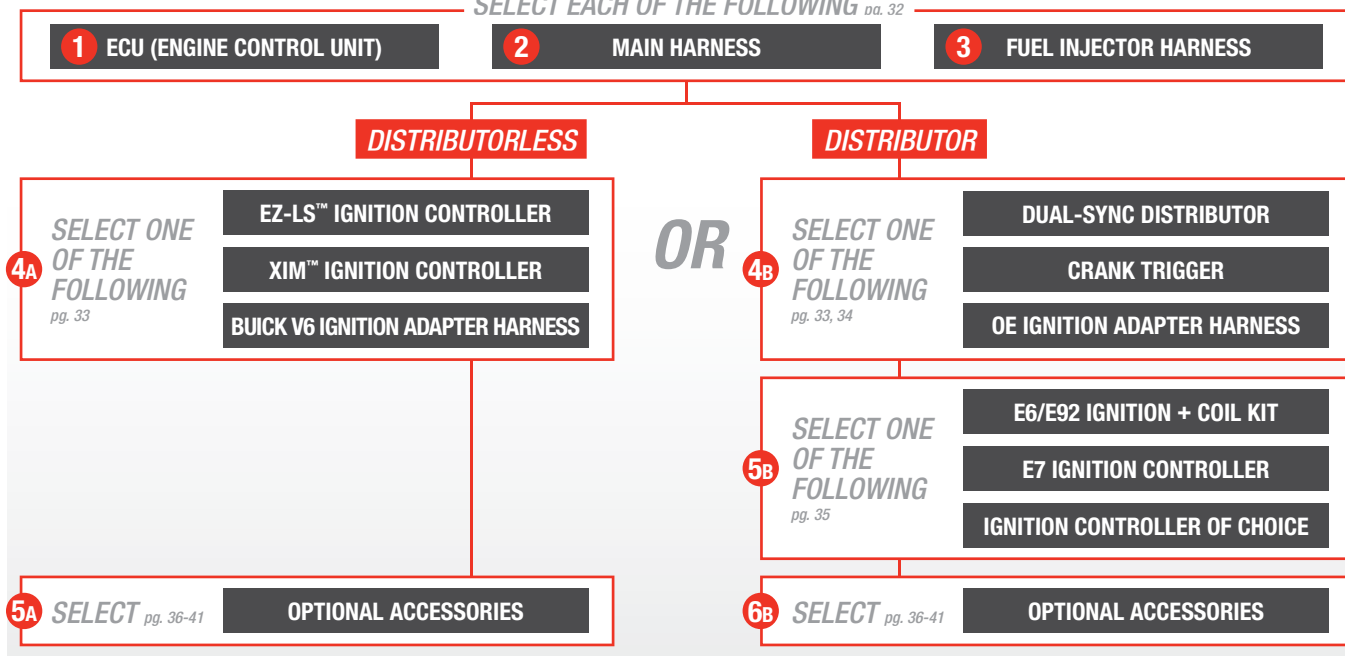 SELECT EACH OF THE FOLLOWING pg. 32
1 ECU (ENGINE CONTROL UNIT)
2 MAIN HARNESS
3 FUEL INJECTOR HARNESS
DISTRIBUTORLESS
DISTRIBUTOR
4A
SELECT ONE
OF THE
FOLLOWING
pg. 33
EZ-LS™ IGNITION CONTROLLER
XIM™ IGNITION CONTROLLER
BUICK V6 IGNITION ADAPTER HARNESS
OR
4B
SELECT ONE
OF THE
FOLLOWING
pg. 33, 34
DUAL-SYNC DISTRIBUTOR
CRANK TRIGGER
OE IGNITION ADAPTER HARNESS
5B
SELECT ONE
OF THE
FOLLOWING
pg. 35
E6/E92 IGNITION + COIL KIT
E7 IGNITION CONTROLLER
IGNITION CONTROLLER OF CHOICE
5A SELECT pg. 36-41
OPTIONAL ACCESSORIES
6B SELECT pg. 36-41
OPTIONAL ACCESSORIES